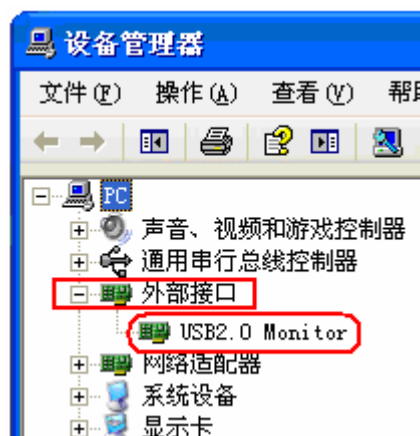 设备管理器
文件(F) 操作(A) 查看(V) 帮
PC
声音、视频和游戏控制器
通用串行总线控制器
外部接口
USB2.0 Monitor
网络适配器
系统设备
显示卡